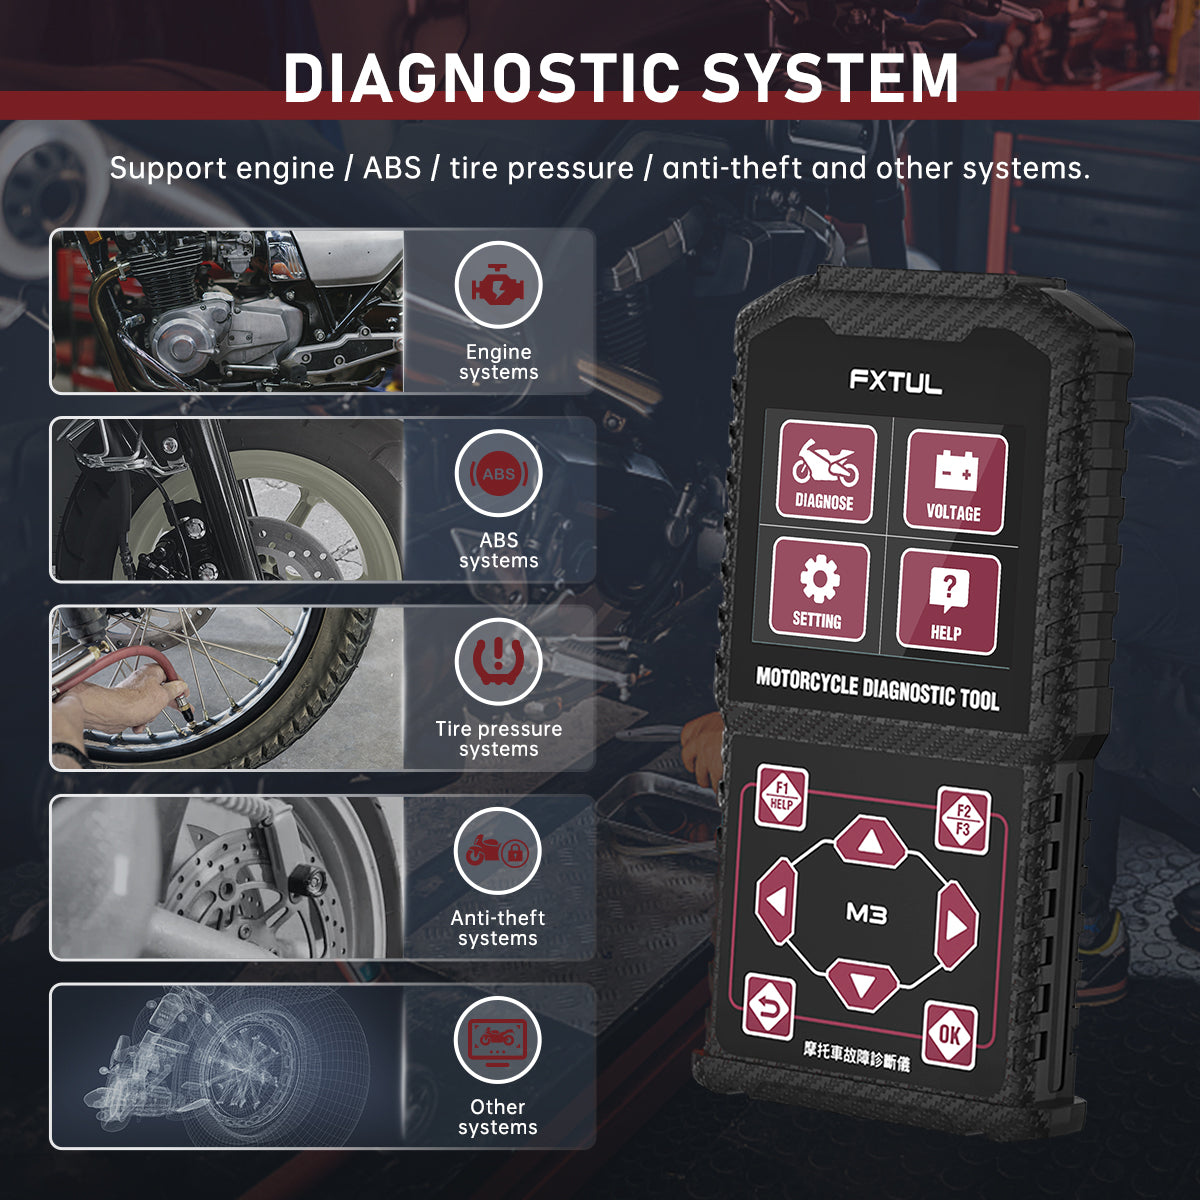 DIAGNOSTIC SYSTEM
Support engine / ABS / tire pressure / anti-theft and other systems.
Engine
systems
ABS
ABS
systems
Tire pressure
systems
Anti-theft
systems
Other
systems
FXTUL
DIAGNOSE
VOLTAGE
SETTING
?
HELP
MOTORCYCLE DIAGNOSTIC TOOL
F1
HELP
F2
F3
M3
OK
摩托車故障診斷儀